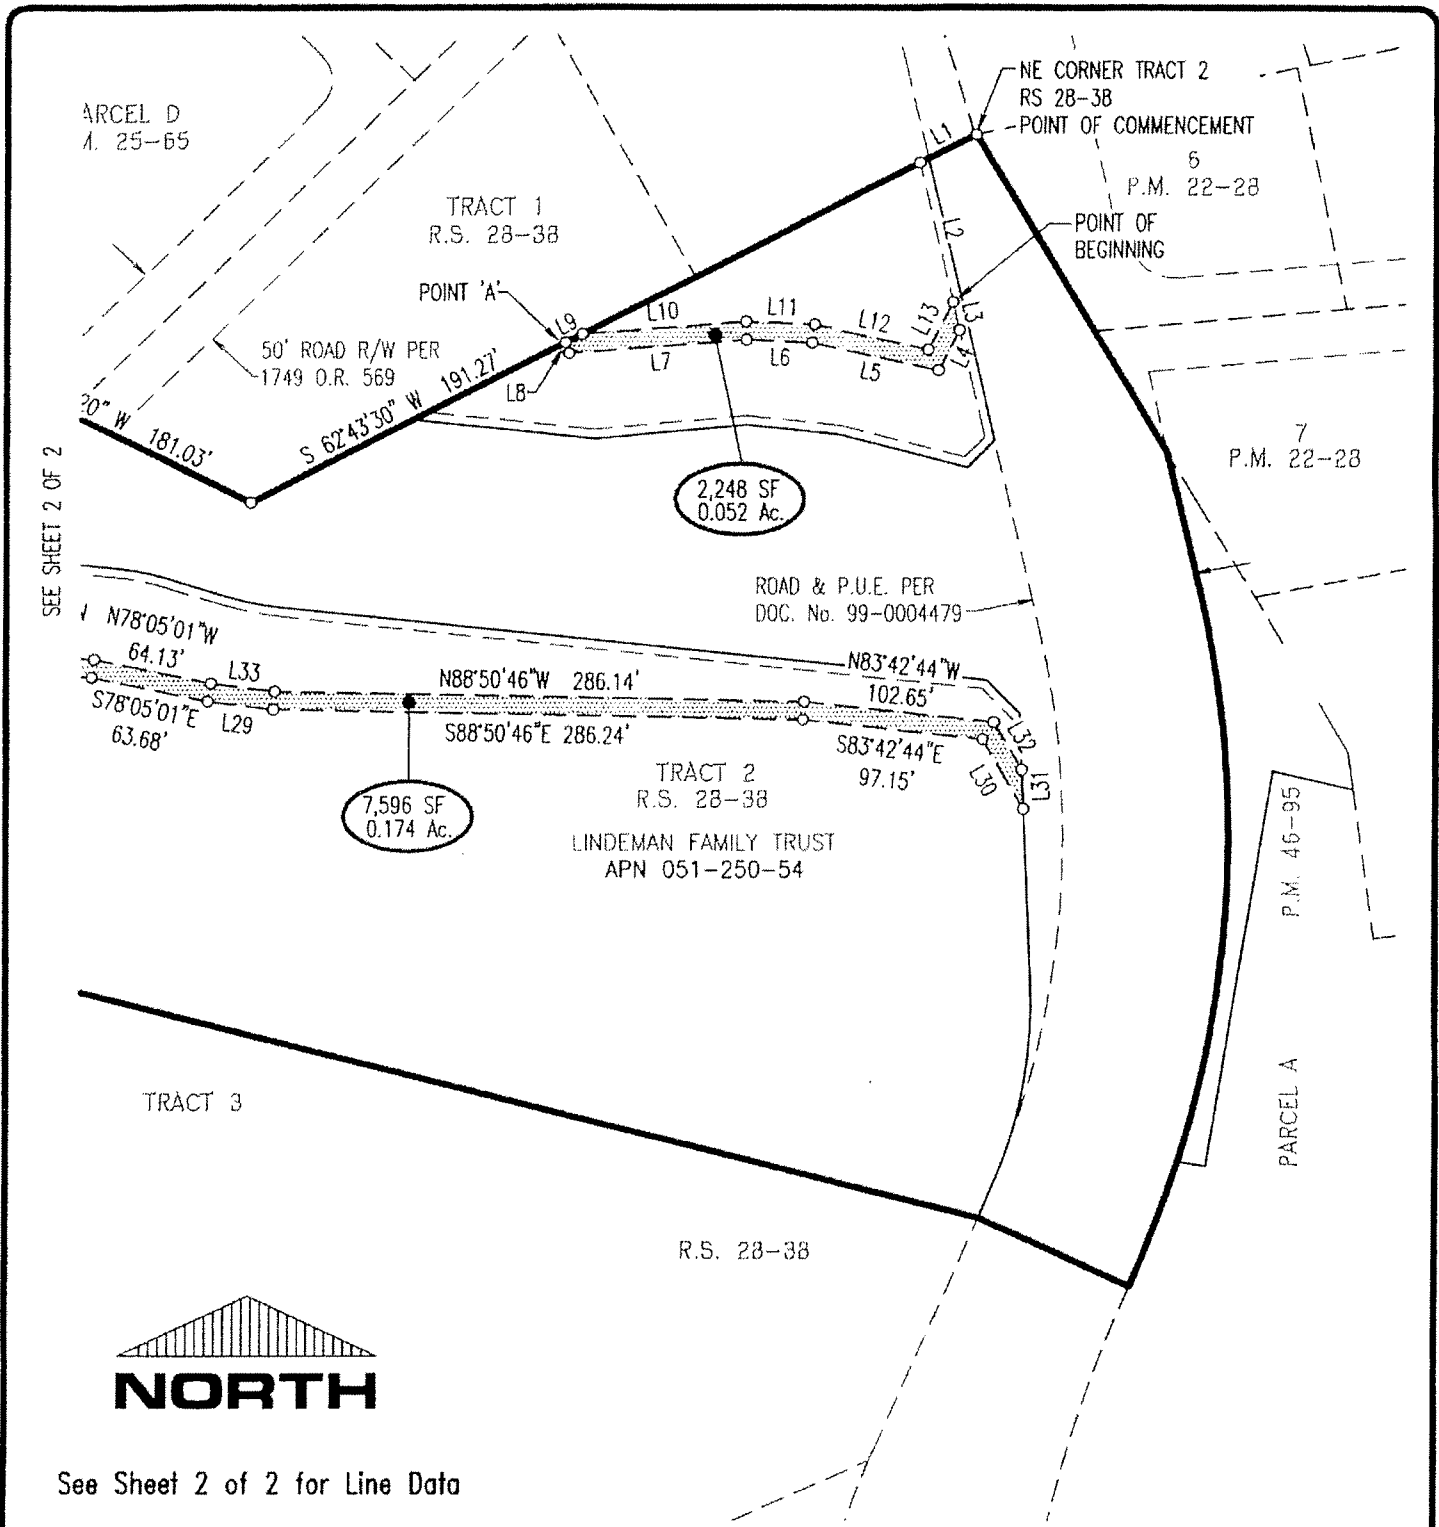 NE CORNER TRACT 2
RS 28-38
POINT OF COMMENCEMENT
6
P.M. 22-28
ARCEL D
M. 25-65
TRACT 1
R.S. 28-38
L1
L2
POINT OF
BEGINNING
POINT 'A'
L9
L10
L11
L12
L13
L3
L4
L8
L7
L6
L5
50' ROAD R/W PER
1749 O.R. 569
20" W 181.03'
S 62°43'30" W 191.27'
7
P.M. 22-28
2,248 SF
0.052 Ac.
SEE SHEET 2 OF 2
ROAD & P.U.E. PER
DOC. No. 99-0004479
N78°05'01"W
64.13'
L33
N88°50'46"W 286.14'
N83°42'44"W
102.65'
S78°05'01"E
63.68'
L29
S88°50'46"E 286.24'
S83°42'44"E
97.15'
L32
L30
L31
TRACT 2
R.S. 28-38
7,596 SF
0.174 Ac.
LINDEMAN FAMILY TRUST
APN 051-250-54
P.M. 46-95
PARCEL A
TRACT 3
R.S. 28-38
NORTH
See Sheet 2 of 2 for Line Data